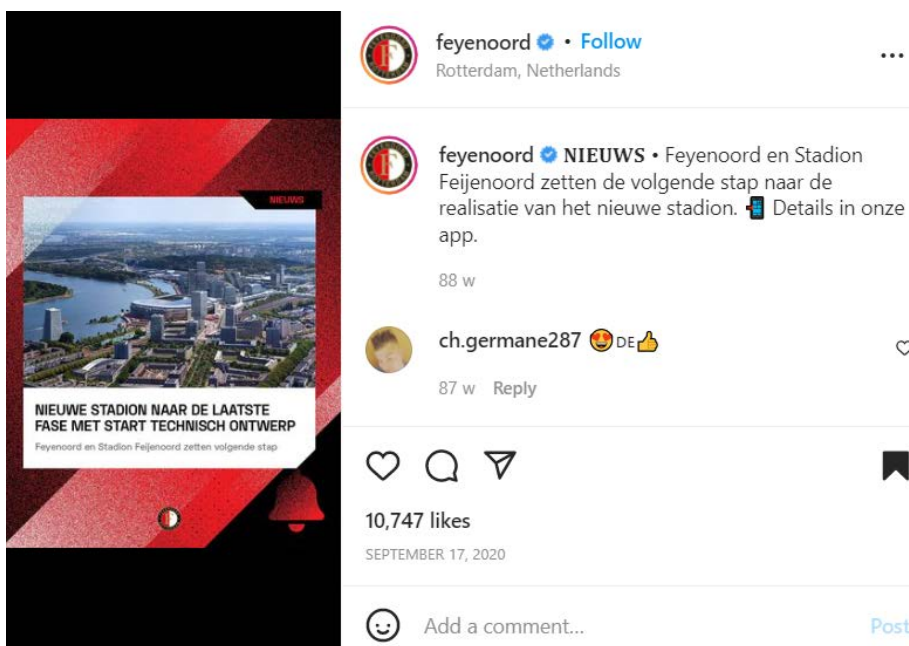 feyenoord • Follow
Rotterdam, Netherlands
NIEUWS
NIEUWE STADION NAAR DE LAATSTE
FASE MET START TECHNISCH ONTWERP
Feyenoord en Stadion Feijenoord zetten volgende stap
feyenoord NIEUWS • Feyenoord en Stadion
Feijenoord zetten de volgende stap naar de
realisatie van het nieuwe stadion. 📲 Details in onze
app.
88 w
ch.germane287 😍DE👍
87 w Reply
10,747 likes
SEPTEMBER 17, 2020
Add a comment...
Post